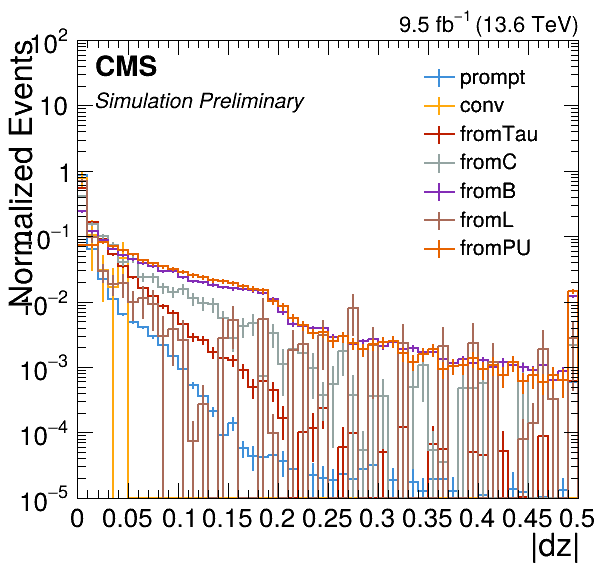 9.5 fb⁻¹ (13.6 TeV)
CMS
Simulation Preliminary
prompt
conv
fromTau
fromC
fromB
fromL
fromPU
Normalized Events
10²
10
1
10⁻¹
10⁻²
10⁻³
10⁻⁴
10⁻⁵
0 0.05 0.1 0.15 0.2 0.25 0.3 0.35 0.4 0.45 0.5
|dz|